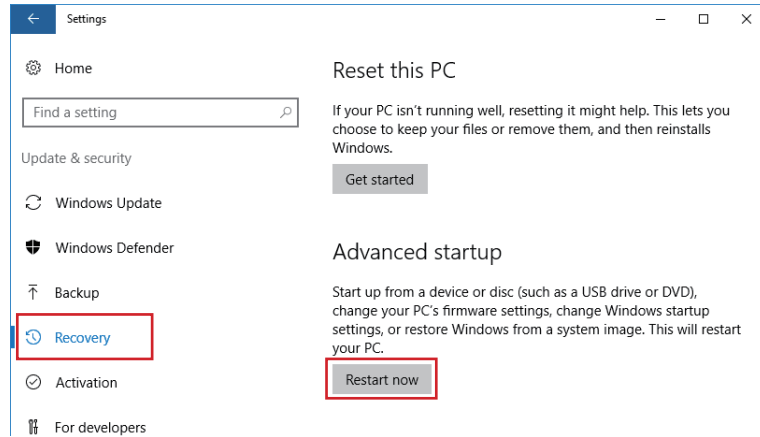 Settings
Home
Find a setting
Update & security
Windows Update
Windows Defender
Backup
Recovery
Activation
For developers
Reset this PC
If your PC isn't running well, resetting it might help. This lets you
choose to keep your files or remove them, and then reinstalls
Windows.
Get started
Advanced startup
Start up from a device or disc (such as a USB drive or DVD),
change your PC's firmware settings, change Windows startup
settings, or restore Windows from a system image. This will restart
your PC.
Restart now